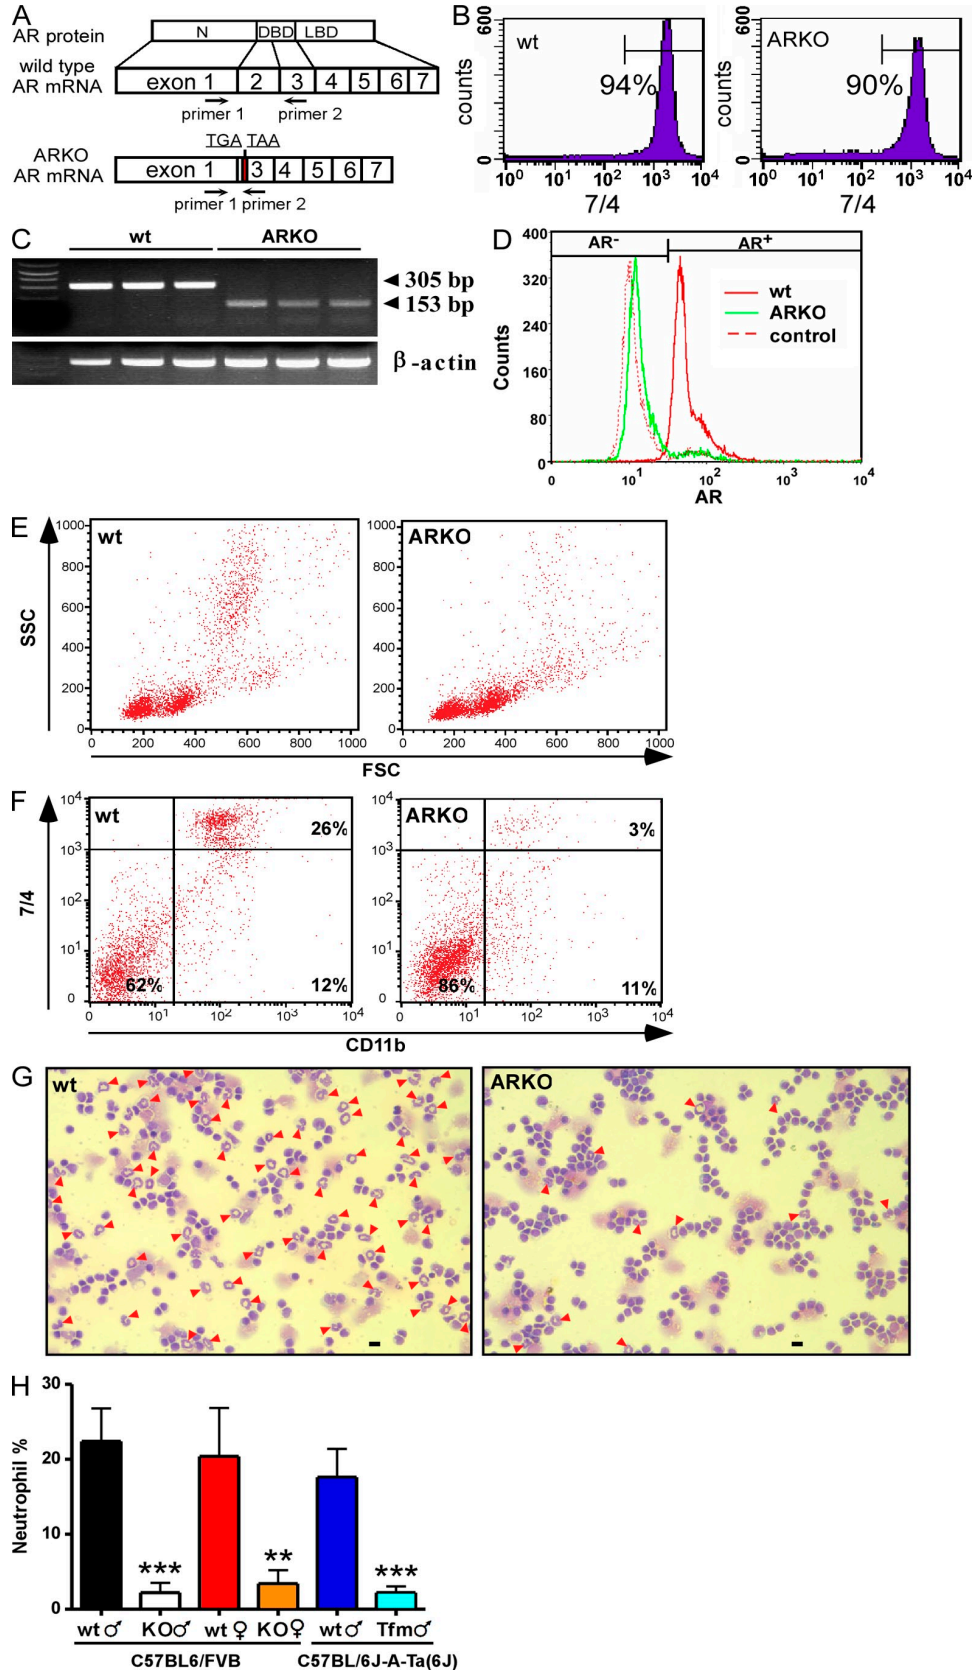 A
AR protein
N DBD LBD
wild type
AR mRNA
exon 1 2 3 4 5 6 7
primer 1 primer 2
TGA TAA
ARKO
AR mRNA
exon 1 3 4 5 6 7
primer 1 primer 2
B
600
counts
0
wt
94%
10⁰ 10¹ 10² 10³ 10⁴
7/4
600
counts
0
ARKO
90%
10⁰ 10¹ 10² 10³ 10⁴
7/4
C
wt ARKO
305 bp
153 bp
β-actin
D
400
320
240
160
80
0
Counts
AR- AR+
wt
ARKO
control
0 10¹ 10² 10³ 10⁴
AR
E
SSC
1000
800
600
400
200
0
wt
0 200 400 600 800 1000
1000
800
600
400
200
0
ARKO
0 200 400 600 800 1000
FSC
F
7/4
10⁴
10³
10²
10¹
0
wt
26%
62% 12%
0 10¹ 10² 10³ 10⁴
10⁴
10³
10²
10¹
0
ARKO
3%
86% 11%
0 10¹ 10² 10³ 10⁴
CD11b
G
wt
ARKO
H
Neutrophil %
30
20
10
0
*** ** ***
wt♂ KO♂ wt♀ KO♀ wt♂ Tfm♂
C57BL6/FVB C57BL/6J-A-Ta(6J)